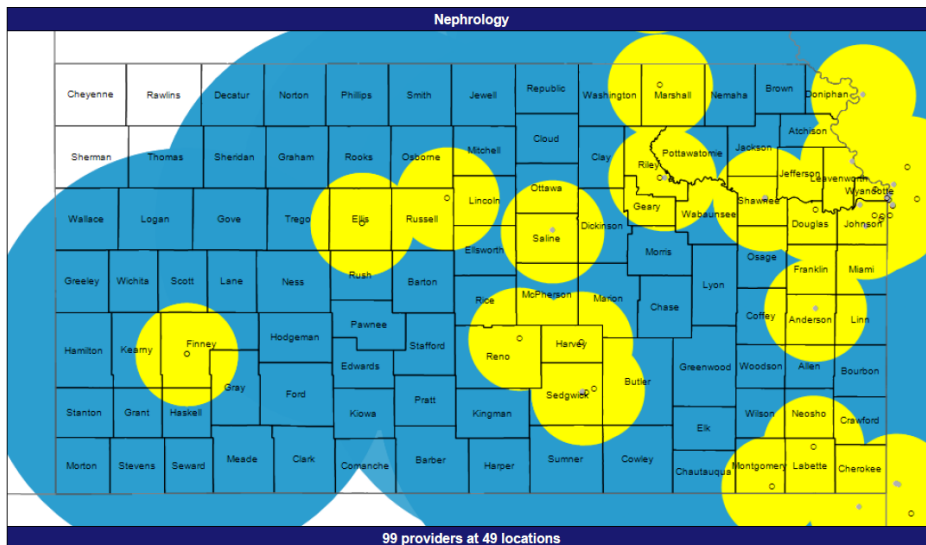 Nephrology
Cheyenne Rawlins Decatur Norton Phillips Smith Jewell Republic Washington Marshall Nemaha Brown Doniphan
Sherman Thomas Sheridan Graham Rooks Osborne Mitchell Cloud Clay Riley Pottawatomie Jackson Atchison
Jefferson Leavenworth Wyandotte
Wallace Logan Gove Trego Ellis Russell Lincoln Ottawa Saline Dickinson Geary Wabaunsee Shawnee Douglas Johnson
Greeley Wichita Scott Lane Ness Rush Barton Ellsworth Rice McPherson Marion Morris Chase Lyon Osage Franklin Miami
Hamilton Kearny Finney Hodgeman Pawnee Edwards Stafford Reno Harvey Coffey Anderson Linn
Stanton Grant Haskell Gray Ford Kiowa Pratt Kingman Sedgwick Butler Greenwood Woodson Allen Bourbon
Morton Stevens Seward Meade Clark Comanche Barber Harper Sumner Cowley Elk Chautauqua Wilson Neosho Crawford
Montgomery Labette Cherokee
99 providers at 49 locations